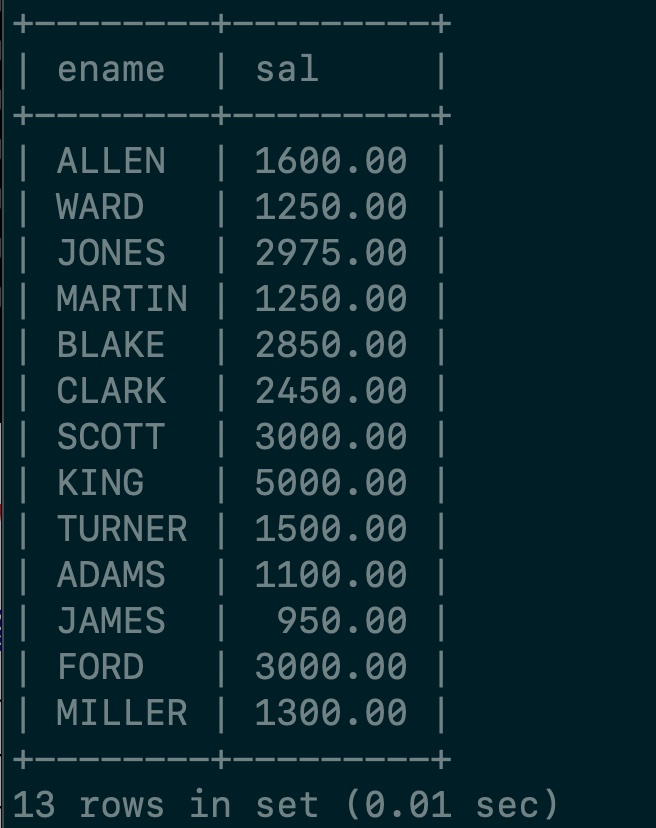 +---------+---------+
| ename   | sal     |
+---------+---------+
| ALLEN   | 1600.00 |
| WARD    | 1250.00 |
| JONES   | 2975.00 |
| MARTIN  | 1250.00 |
| BLAKE   | 2850.00 |
| CLARK   | 2450.00 |
| SCOTT   | 3000.00 |
| KING    | 5000.00 |
| TURNER  | 1500.00 |
| ADAMS   | 1100.00 |
| JAMES   |  950.00 |
| FORD    | 3000.00 |
| MILLER  | 1300.00 |
+---------+---------+
13 rows in set (0.01 sec)